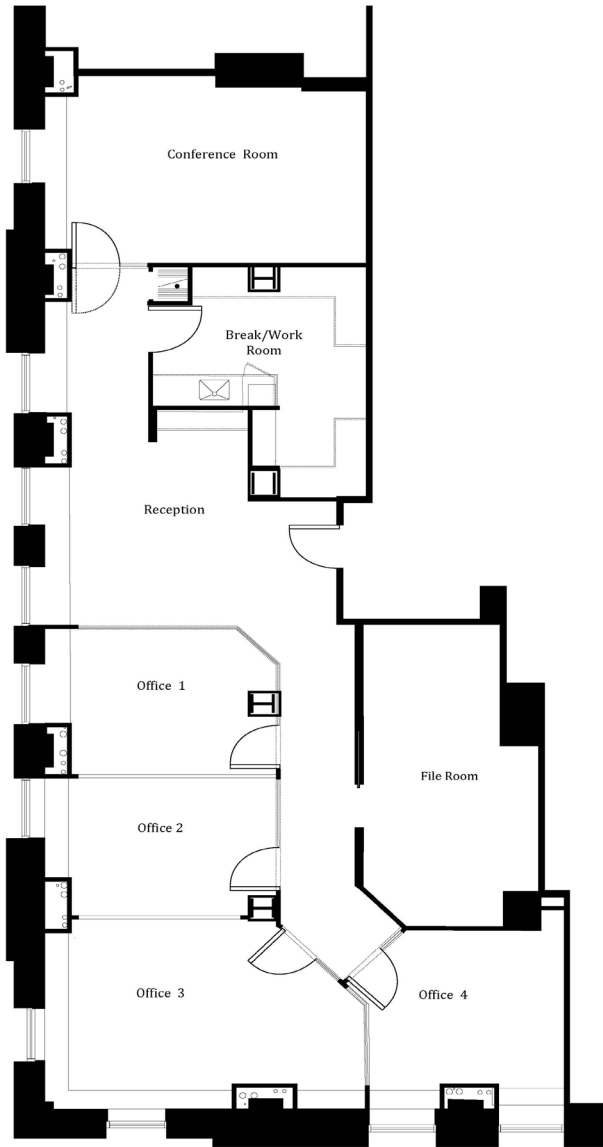 Conference Room
Break/Work
Room
Reception
Office 1
File Room
Office 2
Office 3
Office 4